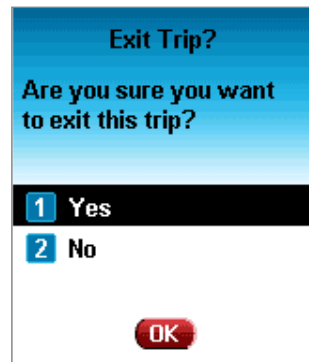 Exit Trip?
Are you sure you want
to exit this trip?
1 Yes
2 No
OK